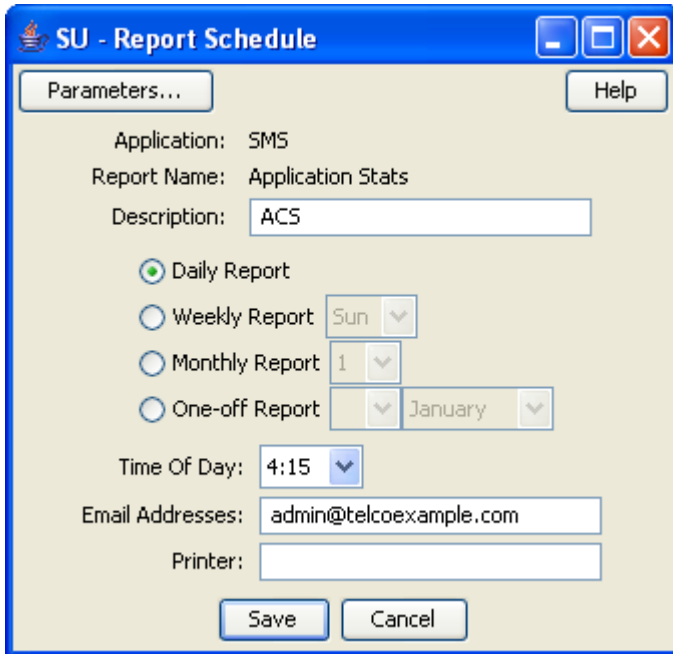 SU - Report Schedule
Parameters... Help
Application: SMS
Report Name: Application Stats
Description: ACS
Daily Report
Weekly Report Sun
Monthly Report 1
One-off Report January
Time Of Day: 4:15
Email Addresses: admin@telcoexample.com
Printer:
Save Cancel